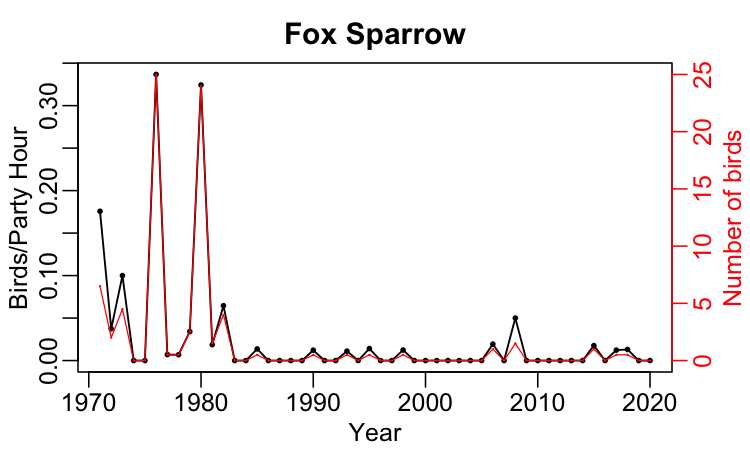 Fox Sparrow
Birds/Party Hour
0.00 0.10 0.20 0.30
0 5 10 15 20 25
Number of birds
1970 1980 1990 2000 2010 2020
Year